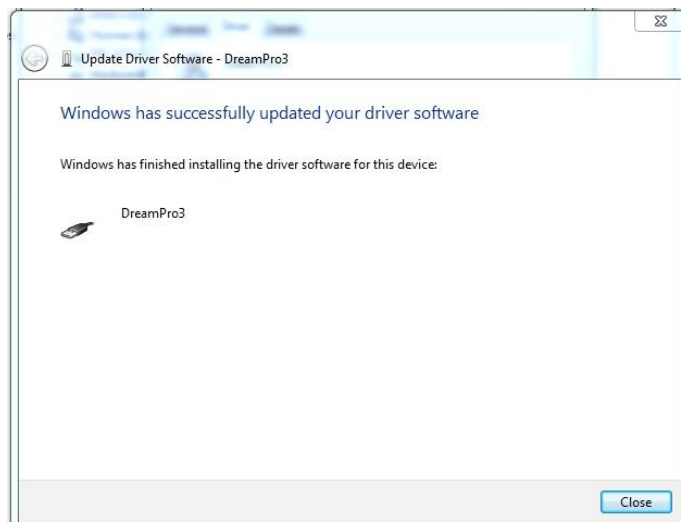 Update Driver Software - DreamPro3
Windows has successfully updated your driver software
Windows has finished installing the driver software for this device:
DreamPro3
Close